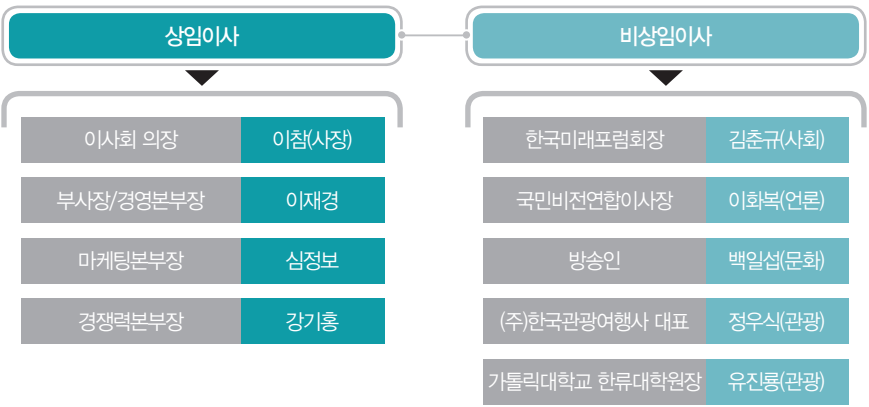 상임이사
이사회 의장 이참(사장)
부사장/경영본부장 이재경
마케팅본부장 심정보
경쟁력본부장 강기홍
비상임이사
한국미래포럼회장 김춘규(사회)
국민비전연합이사장 이화복(언론)
방송인 백일섭(문화)
(주)한국관광여행사 대표 정우식(관광)
가톨릭대학교 한류대학원장 유진룡(관광)